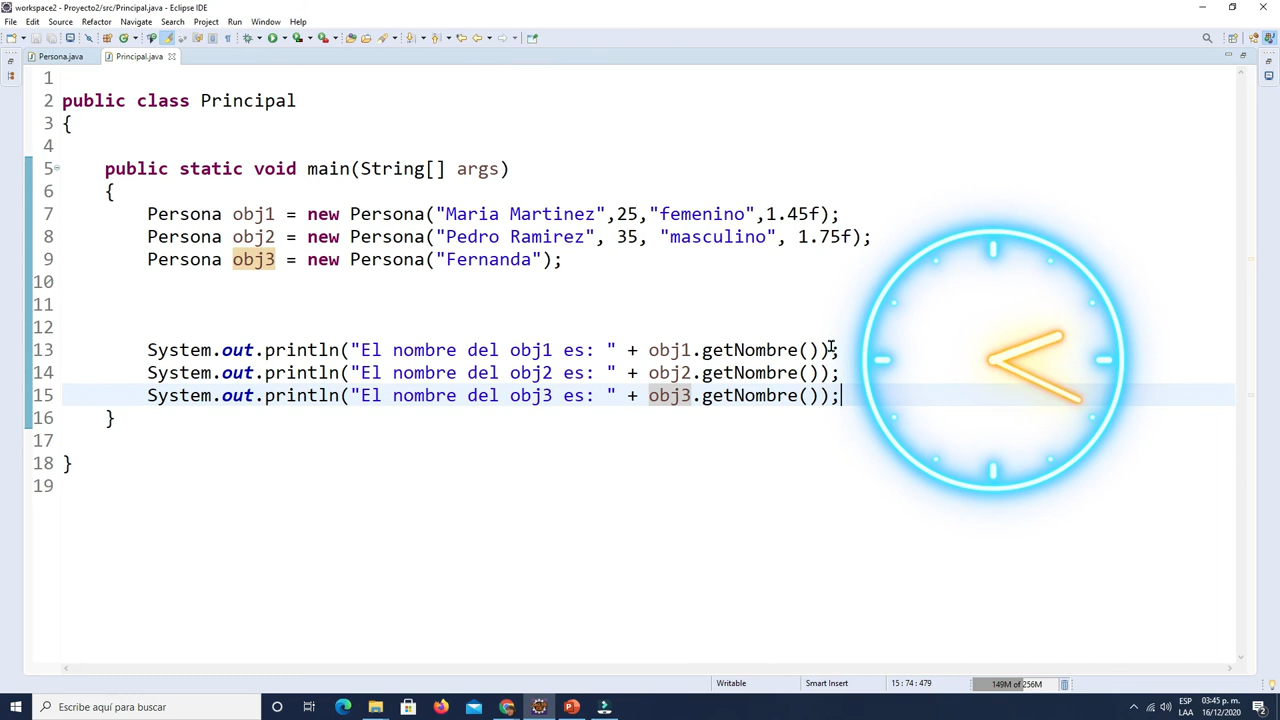 workspace2 - Proyecto2/src/Principal.java - Eclipse IDE
File Edit Source Refactor Navigate Search Project Run Window Help
Persona.java Principal.java
1
2 public class Principal
3 {
4
5 public static void main(String[] args)
6 {
7 Persona obj1 = new Persona("Maria Martinez",25,"femenino",1.45f);
8 Persona obj2 = new Persona("Pedro Ramirez", 35, "masculino", 1.75f);
9 Persona obj3 = new Persona("Fernanda");
10
11
12
13 System.out.println("El nombre del obj1 es: " + obj1.getNombre());
14 System.out.println("El nombre del obj2 es: " + obj2.getNombre());
15 System.out.println("El nombre del obj3 es: " + obj3.getNombre());
16 }
17
18 }
19
Writable Smart Insert 15 : 74 : 479 149M of 256M
Escribe aquí para buscar
ESP 03:45 p. m.
LAA 16/12/2020
2